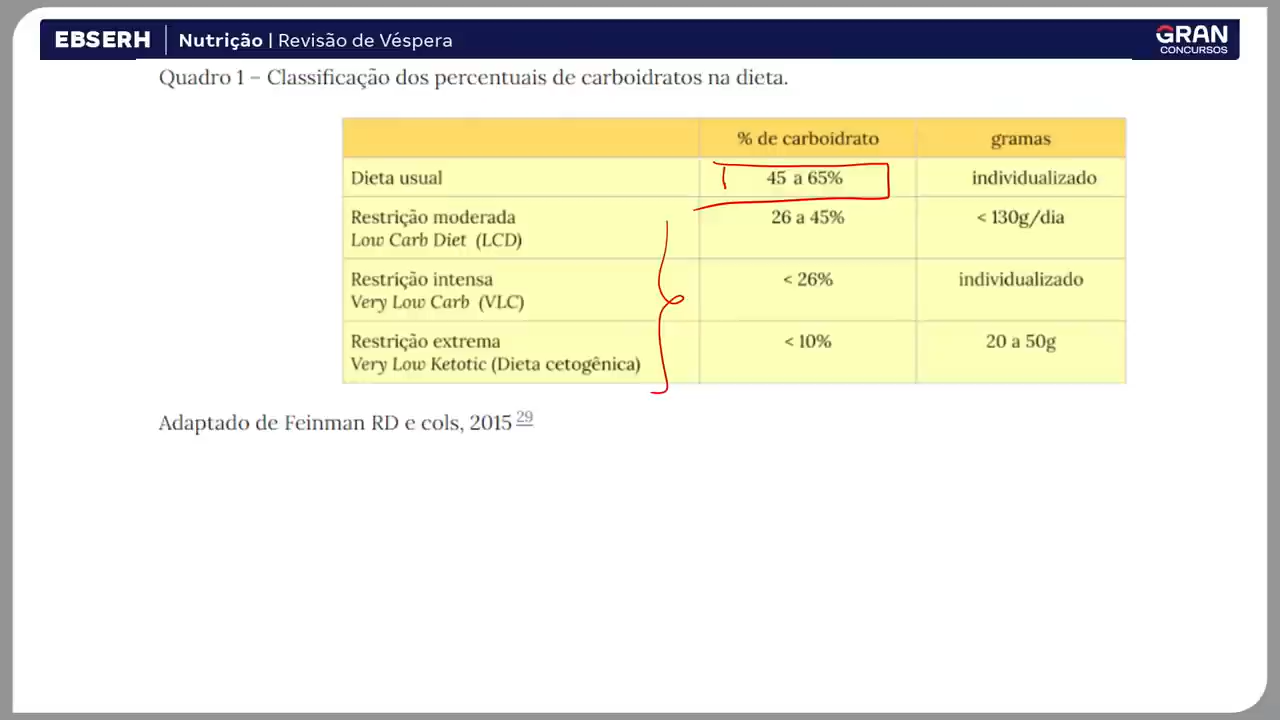 EBSERH | Nutrição | Revisão de Véspera
GRAN
CONCURSOS
Quadro 1 – Classificação dos percentuais de carboidratos na dieta.
% de carboidrato gramas
Dieta usual 45 a 65% individualizado
Restrição moderada 26 a 45% < 130g/dia
Low Carb Diet (LCD)
Restrição intensa < 26% individualizado
Very Low Carb (VLC)
Restrição extrema < 10% 20 a 50g
Very Low Ketotic (Dieta cetogênica)
Adaptado de Feinman RD e cols, 2015 29